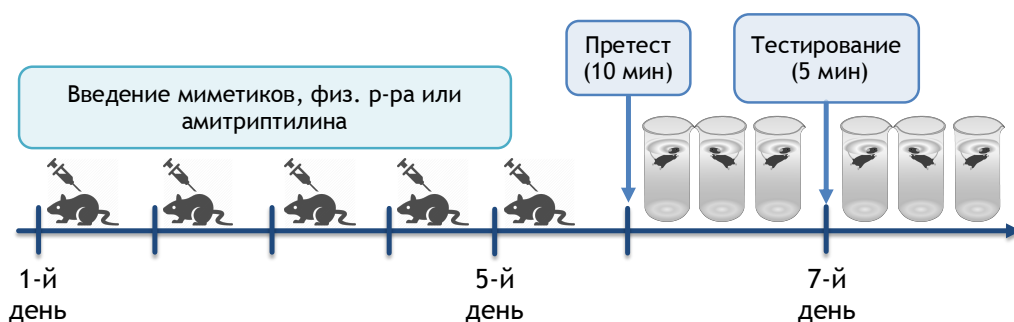 Претест
(10 мин)
Тестирование
(5 мин)
Введение миметиков, физ. р-ра или
амитриптилина
1-й
день
5-й
день
7-й
день